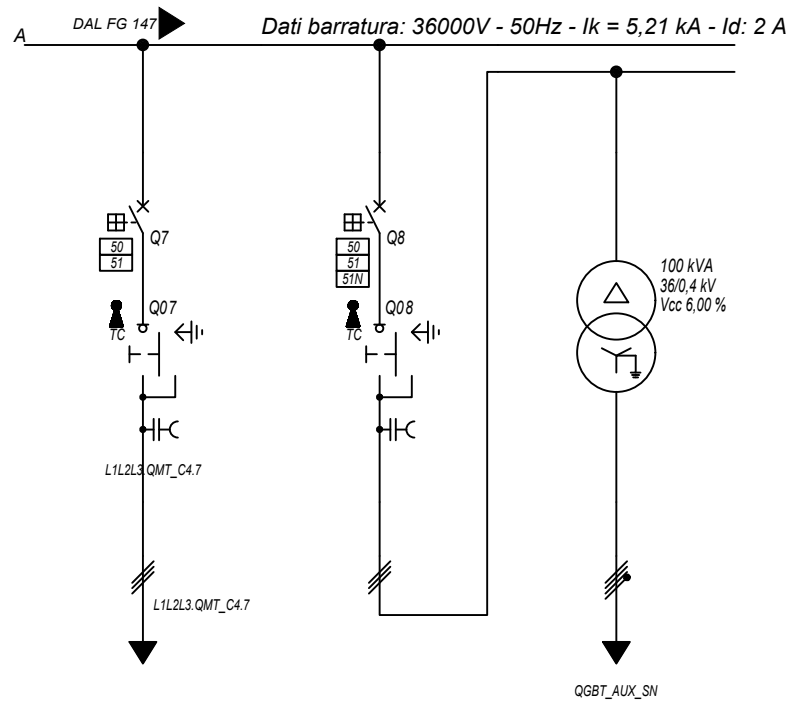 A
DAL FG 147
Dati barratura: 36000V - 50Hz - Ik = 5,21 kA - Id: 2 A
Q7
50
51
Q07
TC
L1L2L3.QMT_C4.7
L1L2L3.QMT_C4.7
Q8
50
51
51N
Q08
TC
100 kVA
36/0,4 kV
Vcc 6,00 %
QGBT_AUX_SN